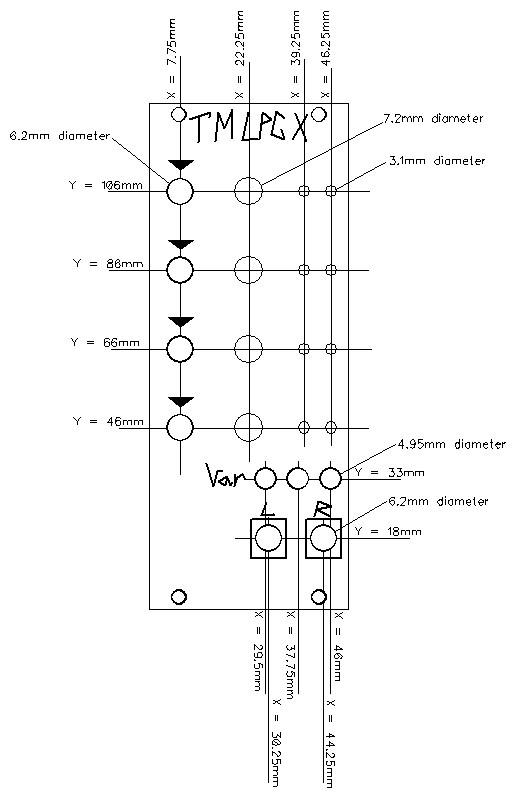 X = 7.75mm
X = 22.25mm
X = 39.25mm
X = 46.25mm
TMLPGX
7.2mm diameter
6.2mm diameter
3.1mm diameter
Y = 106mm
Y = 86mm
Y = 66mm
Y = 46mm
4.95mm diameter
Var
Y = 33mm
L
R
6.2mm diameter
Y = 18mm
X = 29.5mm
X = 37.75mm
X = 46mm
X = 30.25mm
X = 44.25mm